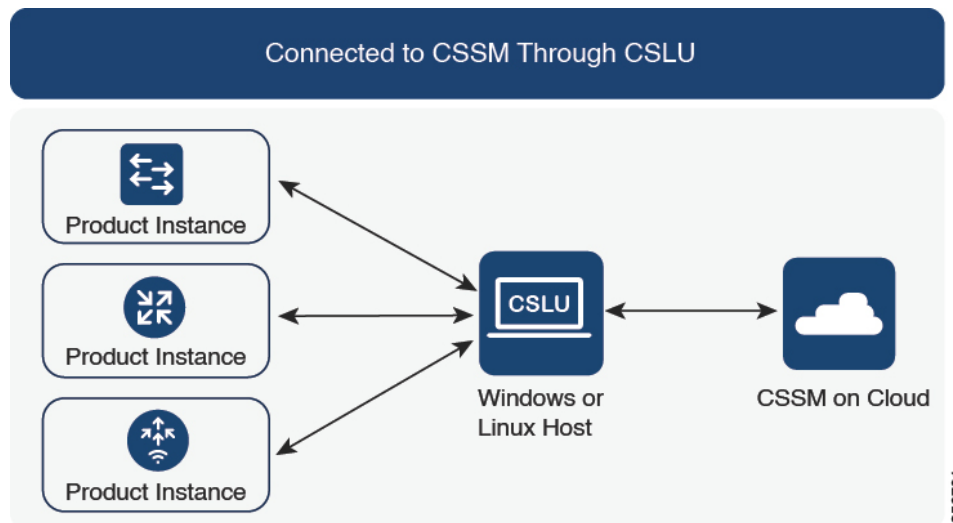 Connected to CSSM Through CSLU
Product Instance
Product Instance
Product Instance
CSLU
Windows or
Linux Host
CSSM on Cloud